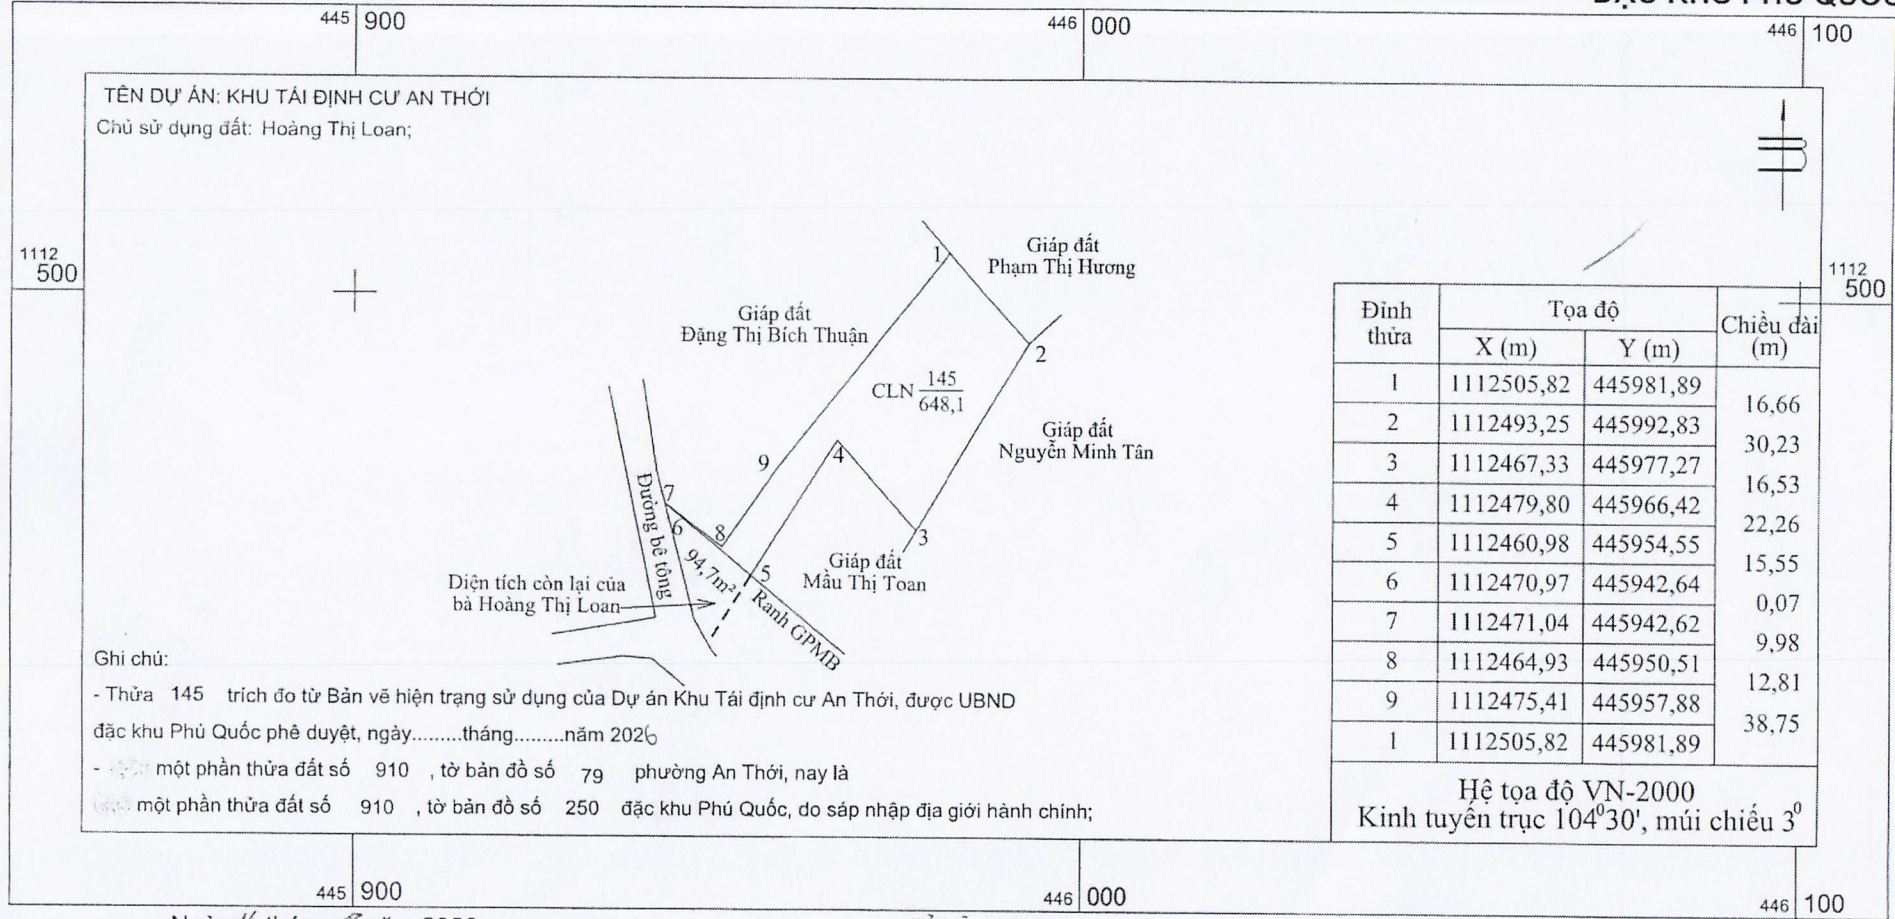 445 900
446 000
446 100
TÊN DỰ ÁN: KHU TÁI ĐỊNH CƯ AN THỚI
Chủ sử dụng đất: Hoàng Thị Loan;
1112
500
1112
500
1
Giáp đất
Phạm Thị Hương
Giáp đất
Đặng Thị Bích Thuận
2
CLN 145
648,1
Giáp đất
Nguyễn Minh Tân
4
9
7
6
8
3
5
Đường bê tông
94,7m²
Giáp đất
Mầu Thị Toan
Diện tích còn lại của
bà Hoàng Thị Loan
Ranh GPMB
Đỉnh thửa Tọa độ Chiều dài (m)
X (m) Y (m)
1 1112505,82 445981,89
16,66
2 1112493,25 445992,83
30,23
3 1112467,33 445977,27
16,53
4 1112479,80 445966,42
22,26
5 1112460,98 445954,55
15,55
6 1112470,97 445942,64
0,07
7 1112471,04 445942,62
9,98
8 1112464,93 445950,51
12,81
9 1112475,41 445957,88
38,75
1 1112505,82 445981,89
Hệ tọa độ VN-2000
Kinh tuyến trục 104⁰30', múi chiếu 3⁰
Ghi chú:
- Thửa 145 trích đo từ Bản vẽ hiện trạng sử dụng của Dự án Khu Tái định cư An Thới, được UBND
đặc khu Phú Quốc phê duyệt, ngày.........tháng.........năm 2026
- một phần thửa đất số 910 , tờ bản đồ số 79 phường An Thới, nay là
một phần thửa đất số 910 , tờ bản đồ số 250 đặc khu Phú Quốc, do sáp nhập địa giới hành chính;
445 900
446 000
446 100